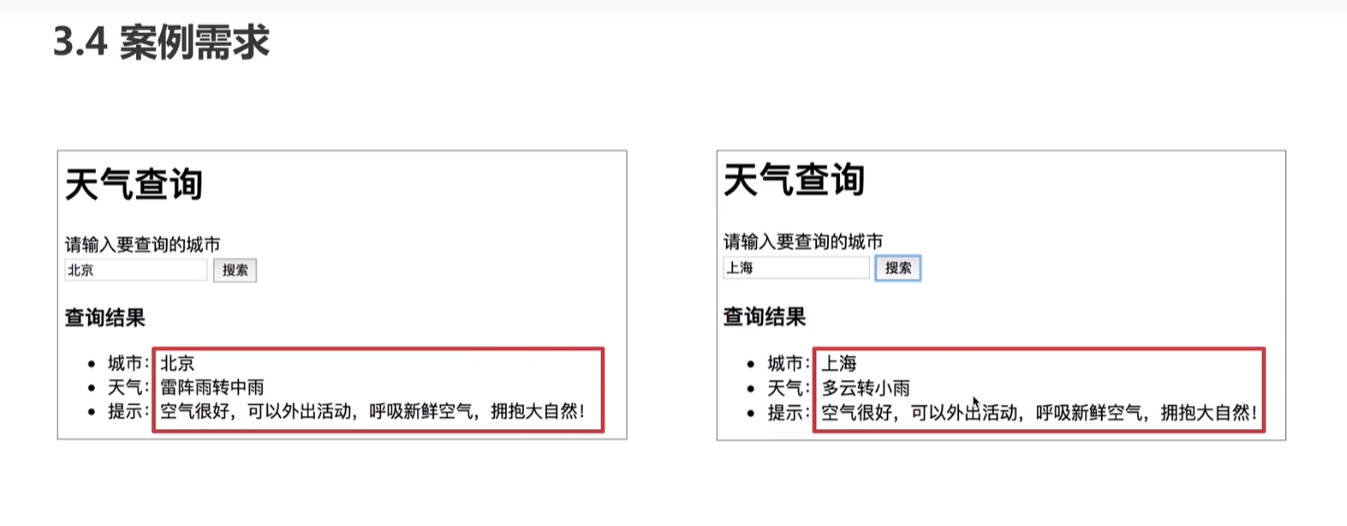 3.4 案例需求
天气查询
请输入要查询的城市
北京 搜索
查询结果
• 城市：北京
• 天气：雷阵雨转中雨
• 提示：空气很好，可以外出活动，呼吸新鲜空气，拥抱大自然！
天气查询
请输入要查询的城市
上海 搜索
查询结果
• 城市：上海
• 天气：多云转小雨
• 提示：空气很好，可以外出活动，呼吸新鲜空气，拥抱大自然！